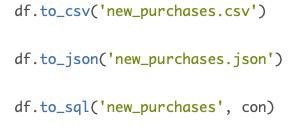 df.to_csv('new_purchases.csv')
df.to_json('new_purchases.json')
df.to_sql('new_purchases', con)